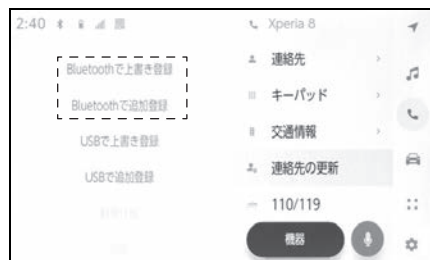 2:40
Bluetoothで上書き登録
Bluetoothで追加登録
USBで上書き登録
USBで追加登録
Xperia 8
連絡先
キーパッド
交通情報
連絡先の更新
110/119
機器